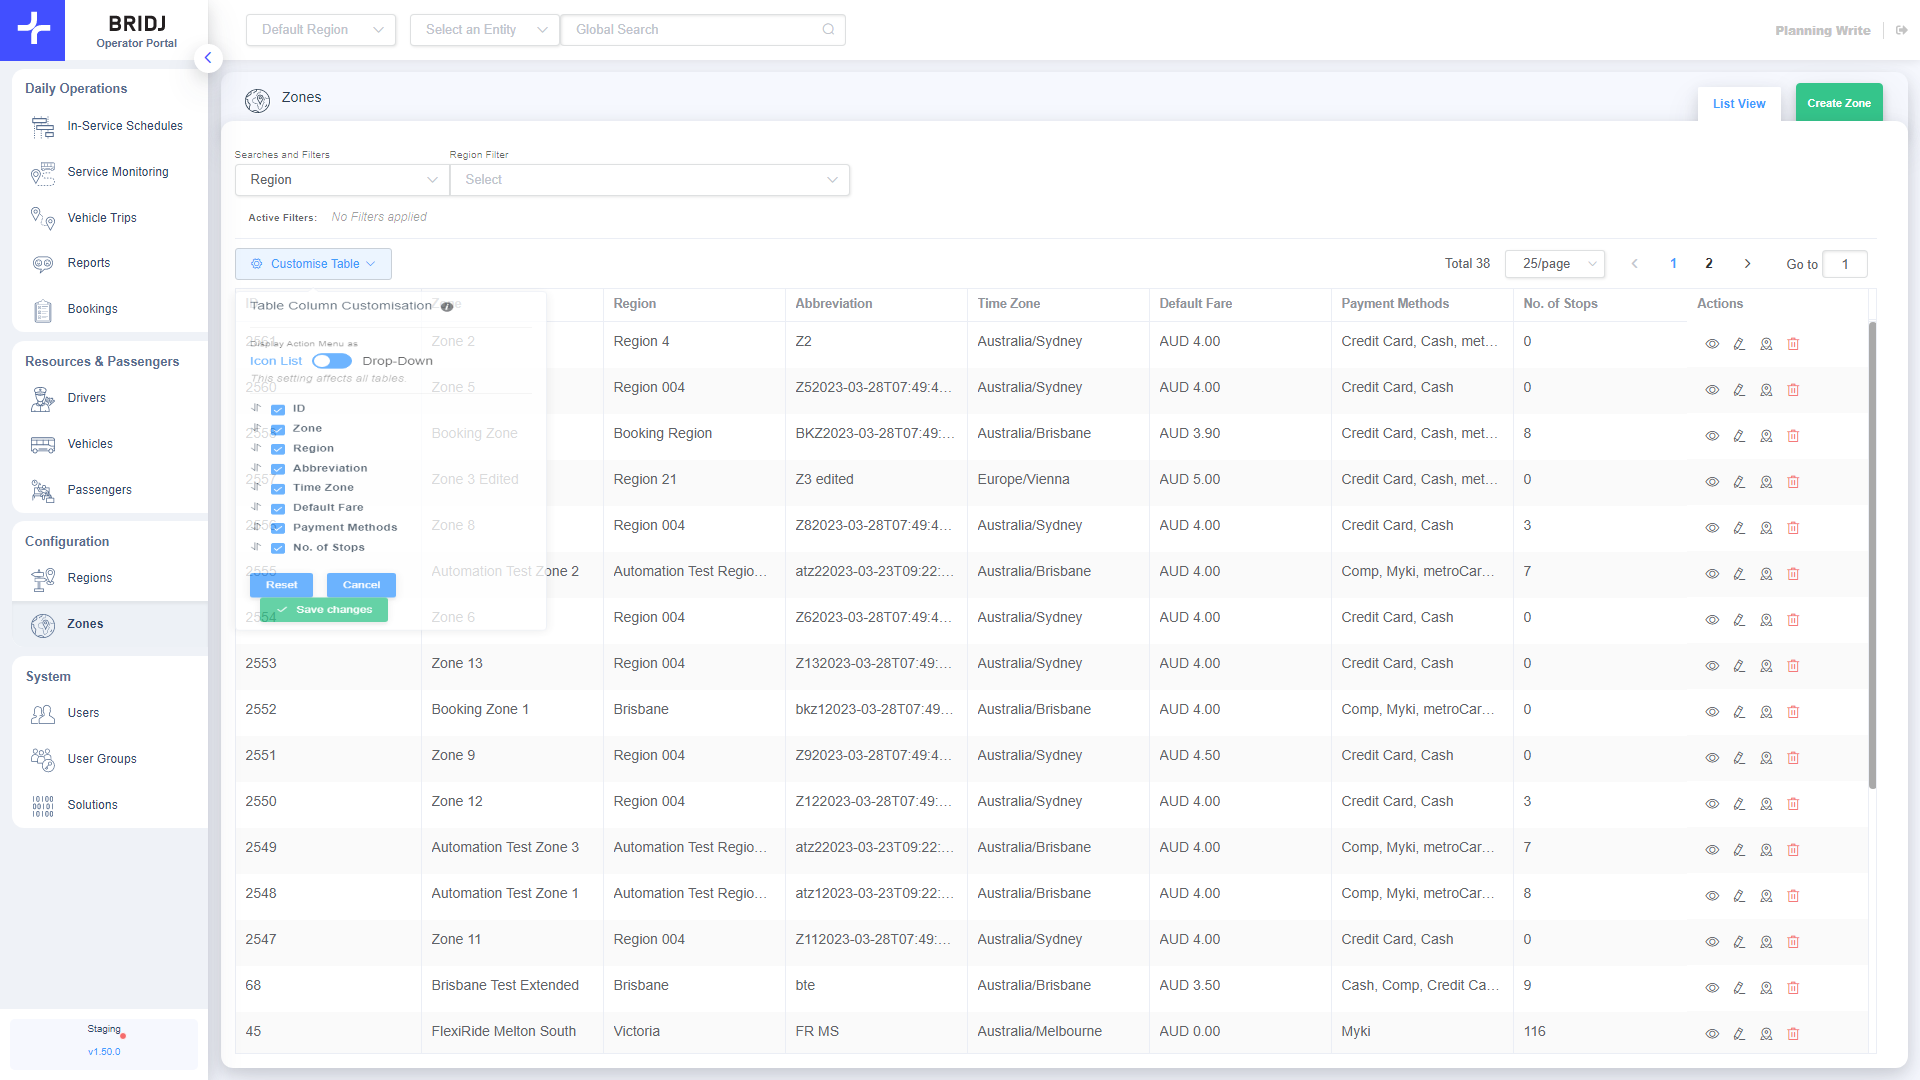 BRIDJ
Operator Portal
Default Region
Select an Entity
Global Search
Planning Write
Daily Operations
In-Service Schedules
Service Monitoring
Vehicle Trips
Reports
Bookings
Resources & Passengers
Drivers
Vehicles
Passengers
Configuration
Regions
Zones
System
Users
User Groups
Solutions
Staging
v1.50.0
Zones
List View
Create Zone
Searches and Filters
Region Filter
Region
Select
Active Filters: No Filters applied
Customise Table
Total 38
25/page
1
2
Go to
1
Table Column Customisation
Display Action Menu as
Icon List
Drop-Down
This setting affects all tables.
ID
Zone
Region
Abbreviation
Time Zone
Default Fare
Payment Methods
No. of Stops
Reset
Cancel
Save changes
Region Abbreviation Time Zone Default Fare Payment Methods No. of Stops Actions
2561 Zone 2 Region 4 Z2 Australia/Sydney AUD 4.00 Credit Card, Cash, met... 0
2560 Zone 5 Region 004 Z52023-03-28T07:49:4... Australia/Sydney AUD 4.00 Credit Card, Cash 0
Booking Zone Booking Region BKZ2023-03-28T07:49:... Australia/Brisbane AUD 3.90 Credit Card, Cash, met... 8
2557 Zone 3 Edited Region 21 Z3 edited Europe/Vienna AUD 5.00 Credit Card, Cash, met... 0
2556 Zone 8 Region 004 Z82023-03-28T07:49:4... Australia/Sydney AUD 4.00 Credit Card, Cash 3
2555 Automation Test Zone 2 Automation Test Regio... atz22023-03-23T09:22:... Australia/Brisbane AUD 4.00 Comp, Myki, metroCar... 7
2554 Zone 6 Region 004 Z62023-03-28T07:49:4... Australia/Sydney AUD 4.00 Credit Card, Cash 0
2553 Zone 13 Region 004 Z132023-03-28T07:49:... Australia/Sydney AUD 4.00 Credit Card, Cash 0
2552 Booking Zone 1 Brisbane bkz12023-03-28T07:49... Australia/Brisbane AUD 4.00 Comp, Myki, metroCar... 0
2551 Zone 9 Region 004 Z92023-03-28T07:49:4... Australia/Sydney AUD 4.50 Credit Card, Cash 0
2550 Zone 12 Region 004 Z122023-03-28T07:49:... Australia/Sydney AUD 4.00 Credit Card, Cash 3
2549 Automation Test Zone 3 Automation Test Regio... atz22023-03-23T09:22:... Australia/Brisbane AUD 4.00 Comp, Myki, metroCar... 7
2548 Automation Test Zone 1 Automation Test Regio... atz12023-03-23T09:22:... Australia/Brisbane AUD 4.00 Comp, Myki, metroCar... 8
2547 Zone 11 Region 004 Z112023-03-28T07:49:... Australia/Sydney AUD 4.00 Credit Card, Cash 0
68 Brisbane Test Extended Brisbane bte Australia/Brisbane AUD 3.50 Cash, Comp, Credit Ca... 9
45 FlexiRide Melton South Victoria FR MS Australia/Melbourne AUD 0.00 Myki 116